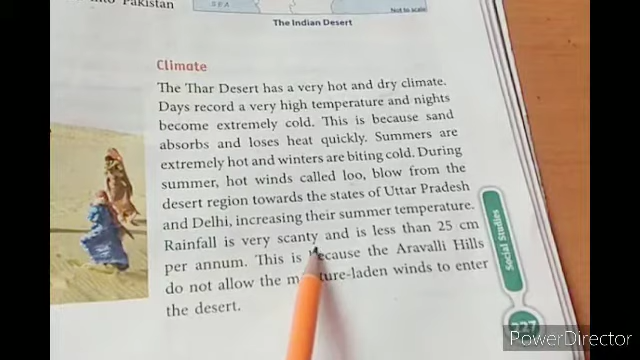 Pakistan
SEA
Not to scale
The Indian Desert
Climate
The Thar Desert has a very hot and dry climate.
Days record a very high temperature and nights
become extremely cold. This is because sand
absorbs and loses heat quickly. Summers are
extremely hot and winters are biting cold. During
summer, hot winds called loo, blow from the
desert region towards the states of Uttar Pradesh
and Delhi, increasing their summer temperature.
Rainfall is very scanty and is less than 25 cm
per annum. This is because the Aravalli Hills
do not allow the m ture-laden winds to enter
the desert.
Social Studies
227
PowerDirector